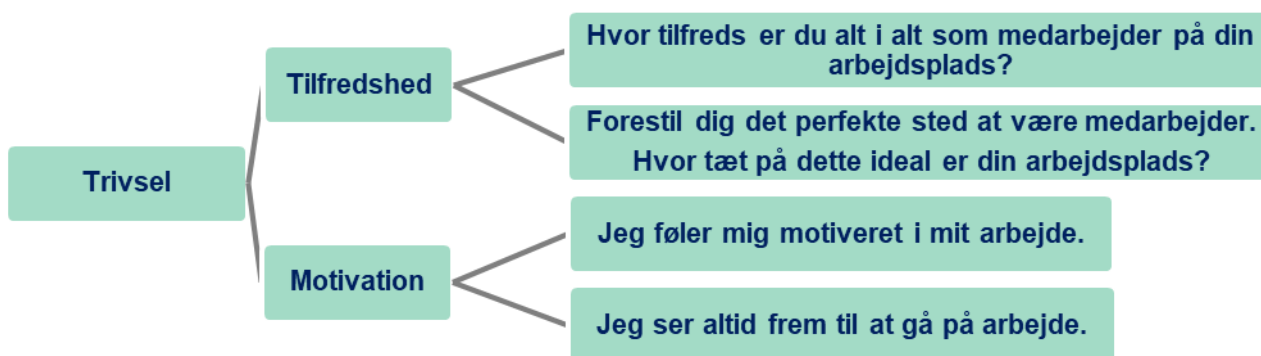 Hvor tilfreds er du alt i alt som medarbejder på din
arbejdsplads?
Tilfredshed
Forestil dig det perfekte sted at være medarbejder.
Hvor tæt på dette ideal er din arbejdsplads?
Trivsel
Jeg føler mig motiveret i mit arbejde.
Motivation
Jeg ser altid frem til at gå på arbejde.